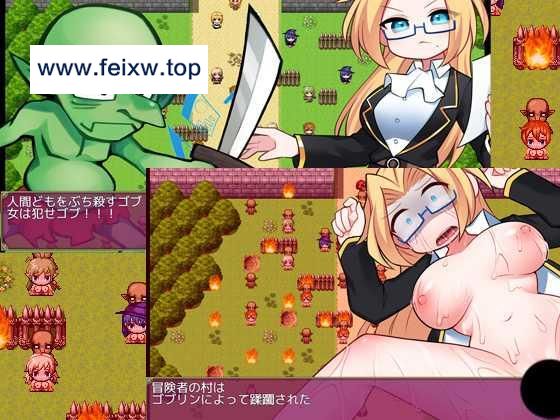 www.feixw.top
人間どもをぶち殺すゴブ
女は犯せゴブ！！！
冒険者の村は
ゴブリンによって蹂躙された